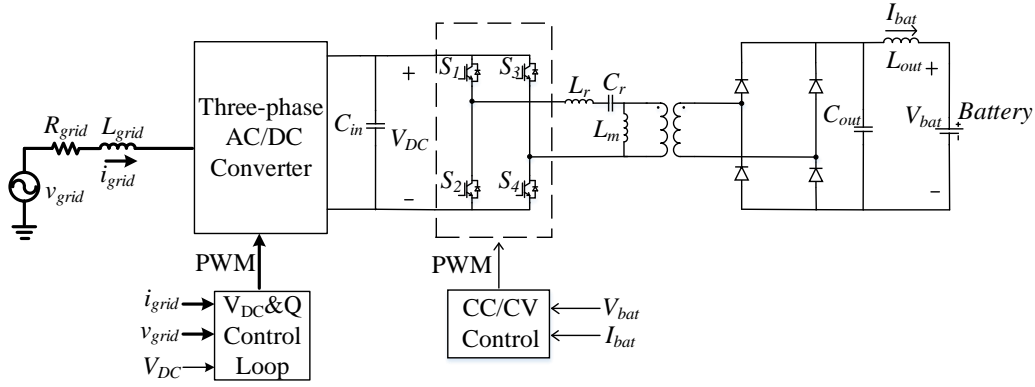 I_bat
S_1
S_3
L_r
C_r
L_out
R_grid
L_grid
Three-phase
AC/DC
Converter
C_in
+
V_DC
−
L_m
C_out
+
V_bat
−
Battery
+
-
i_grid
v_grid
S_2
S_4
PWM
PWM
i_grid
v_grid
V_DC
V_DC&Q
Control
Loop
CC/CV
Control
V_bat
I_bat